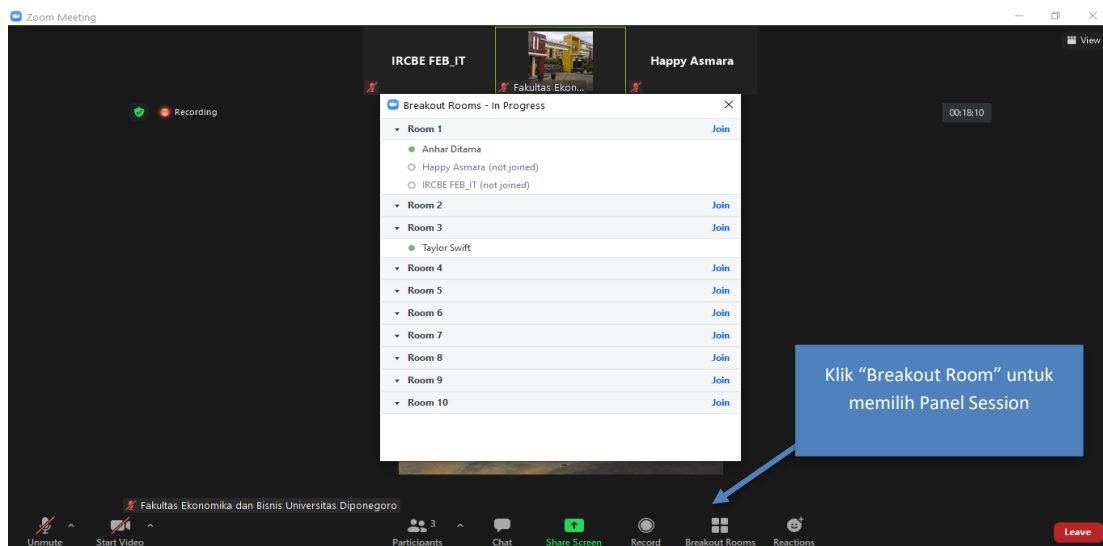 Zoom Meeting
View
IRCBE FEB_IT
Fakultas Ekon...
Happy Asmara
Recording
00:18:10
Breakout Rooms - In Progress
Room 1 Join
Anhar Ditama
Happy Asmara (not joined)
IRCBE FEB_IT (not joined)
Room 2 Join
Room 3 Join
Taylor Swift
Room 4 Join
Room 5 Join
Room 6 Join
Room 7 Join
Room 8 Join
Room 9 Join
Room 10 Join
Klik “Breakout Room” untuk
memilih Panel Session
Fakultas Ekonomika dan Bisnis Universitas Diponegoro
Unmute Start Video Participants 3 Chat Share Screen Record Breakout Rooms Reactions Leave